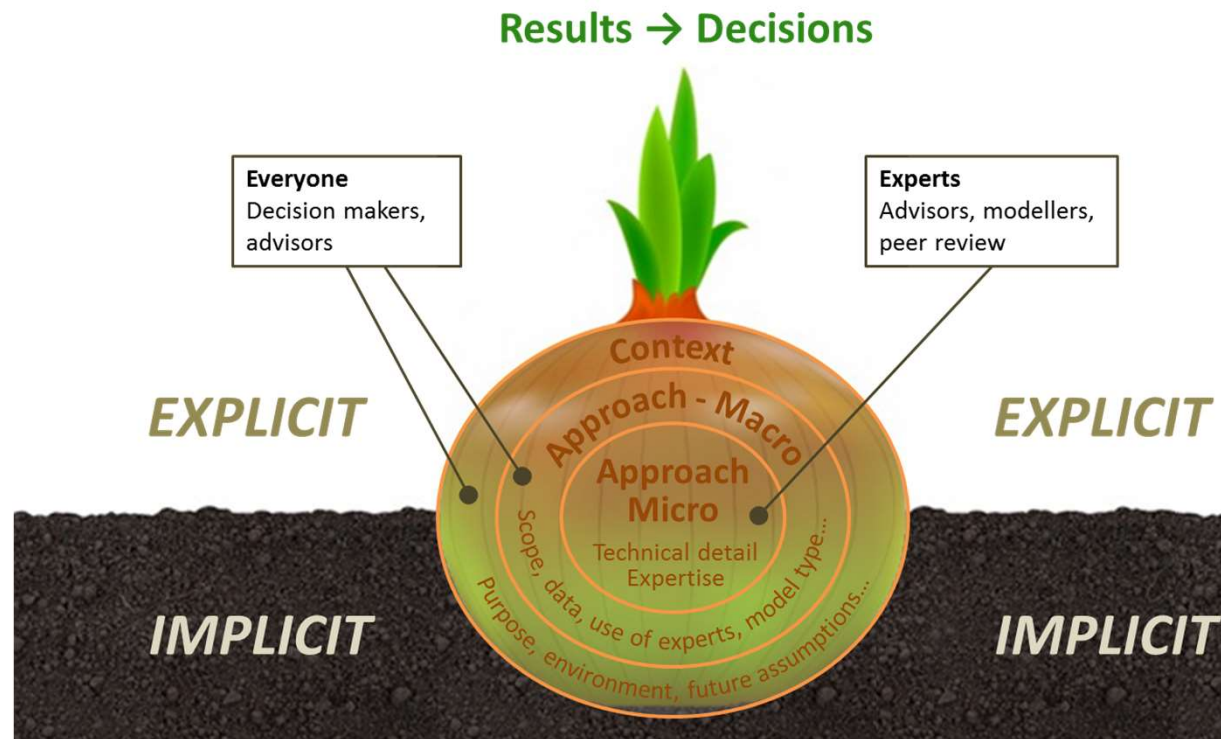 Results → Decisions
Everyone
Decision makers,
advisors
Experts
Advisors, modellers,
peer review
EXPLICIT
EXPLICIT
Context
Approach - Macro
Approach
Micro
Technical detail
Expertise
Scope, data, use of experts, model type...
Purpose, environment, future assumptions...
IMPLICIT
IMPLICIT